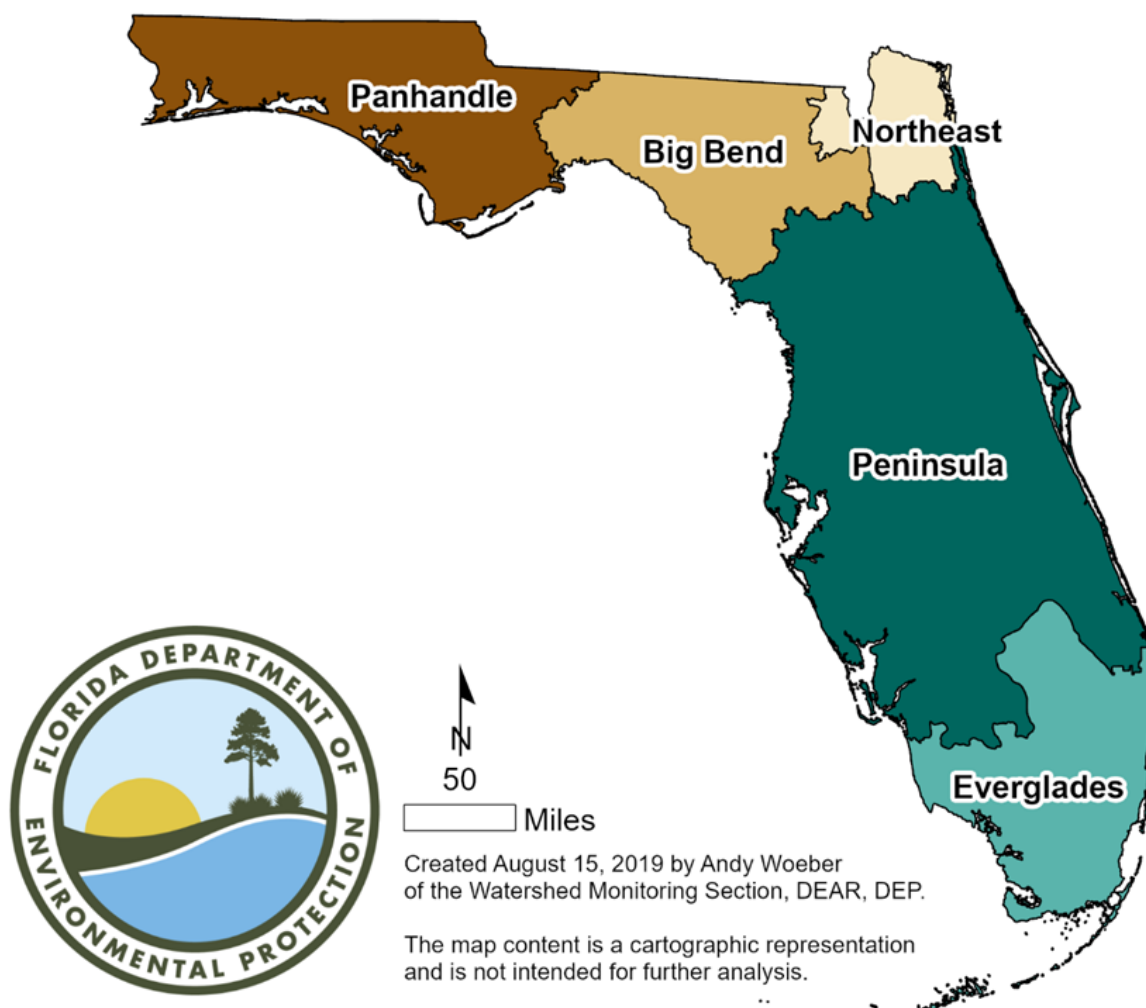 Panhandle
Big Bend
Northeast
Peninsula
Everglades
FLORIDA DEPARTMENT OF
ENVIRONMENTAL PROTECTION
N
50
Miles
Created August 15, 2019 by Andy Woeber
of the Watershed Monitoring Section, DEAR, DEP.
The map content is a cartographic representation
and is not intended for further analysis.